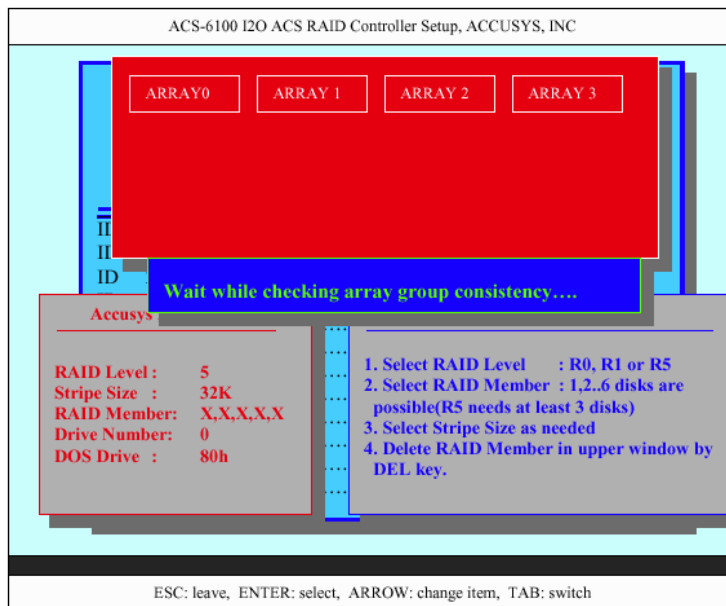 ACS-6100 I2O ACS RAID Controller Setup, ACCUSYS, INC
ARRAY0 ARRAY 1 ARRAY 2 ARRAY 3
ID
Wait while checking array group consistency….
Accusys
RAID Level : 5
Stripe Size : 32K
RAID Member: X,X,X,X,X
Drive Number: 0
DOS Drive : 80h
1. Select RAID Level : R0, R1 or R5
2. Select RAID Member : 1,2..6 disks are
possible(R5 needs at least 3 disks)
3. Select Stripe Size as needed
4. Delete RAID Member in upper window by
DEL key.
ESC: leave, ENTER: select, ARROW: change item, TAB: switch